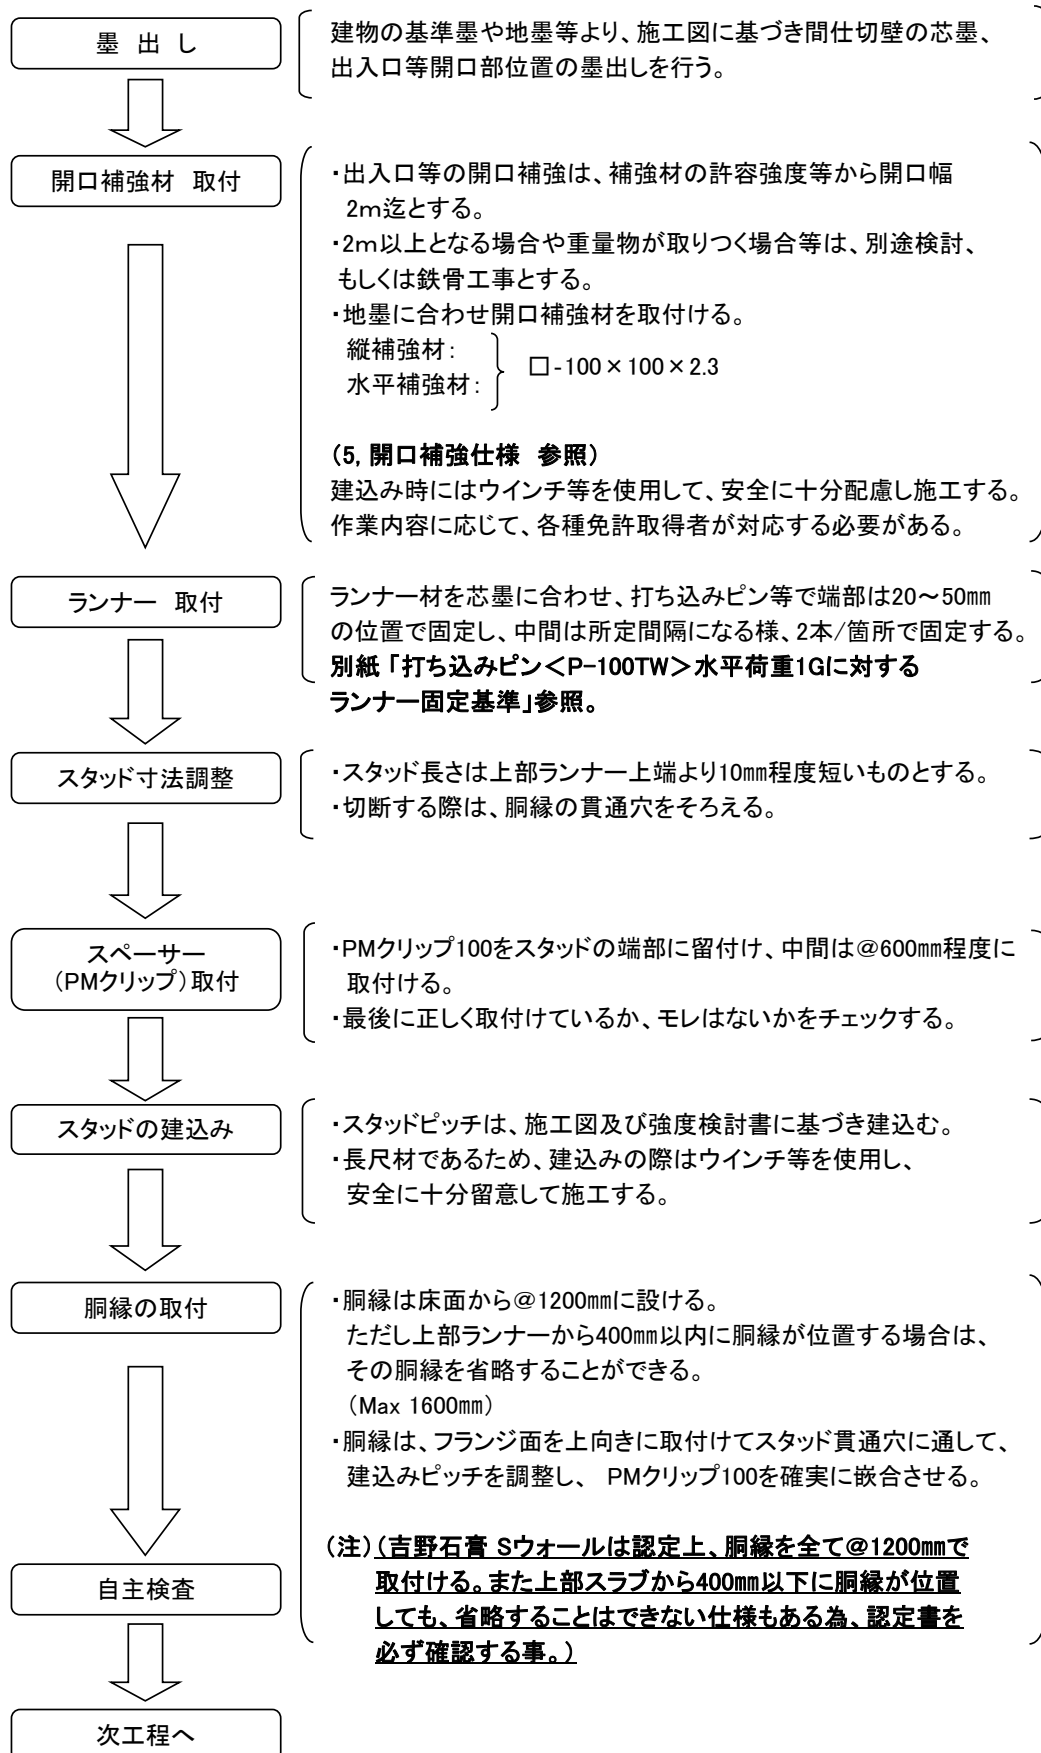 墨 出 し
建物の基準墨や地墨等より、施工図に基づき間仕切壁の芯墨、
出入口等開口部位置の墨出しを行う。
開口補強材 取付
・出入口等の開口補強は、補強材の許容強度等から開口幅
2m迄とする。
・2m以上となる場合や重量物が取りつく場合等は、別途検討、
もしくは鉄骨工事とする。
・地墨に合わせ開口補強材を取付ける。
縦補強材：
水平補強材：
□-100×100×2.3
（5, 開口補強仕様 参照）
建込み時にはウインチ等を使用して、安全に十分配慮し施工する。
作業内容に応じて、各種免許取得者が対応する必要がある。
ランナー 取付
ランナー材を芯墨に合わせ、打ち込みピン等で端部は20～50㎜
の位置で固定し、中間は所定間隔になる様、2本/箇所で固定する。
別紙 「打ち込みピン＜P-100TW＞水平荷重1Gに対する
ランナー固定基準」参照。
スタッド寸法調整
・スタッド長さは上部ランナー上端より10㎜程度短いものとする。
・切断する際は、胴縁の貫通穴をそろえる。
スペーサー
（PMクリップ）取付
・PMクリップ100をスタッドの端部に留付け、中間は@600㎜程度に
取付ける。
・最後に正しく取付けているか、モレはないかをチェックする。
スタッドの建込み
・スタッドピッチは、施工図及び強度検討書に基づき建込む。
・長尺材であるため、建込みの際はウインチ等を使用し、
安全に十分留意して施工する。
胴縁の取付
・胴縁は床面から@1200㎜に設ける。
ただし上部ランナーから400㎜以内に胴縁が位置する場合は、
その胴縁を省略することができる。
（Max 1600㎜）
・胴縁は、フランジ面を上向きに取付けてスタッド貫通穴に通して、
建込みピッチを調整し、 PMクリップ100を確実に嵌合させる。
（注）（吉野石膏 Sウォールは認定上、胴縁を全て@1200㎜で
取付ける。また上部スラブから400㎜以下に胴縁が位置
しても、省略することはできない仕様もある為、認定書を
必ず確認する事。）
自主検査
次工程へ